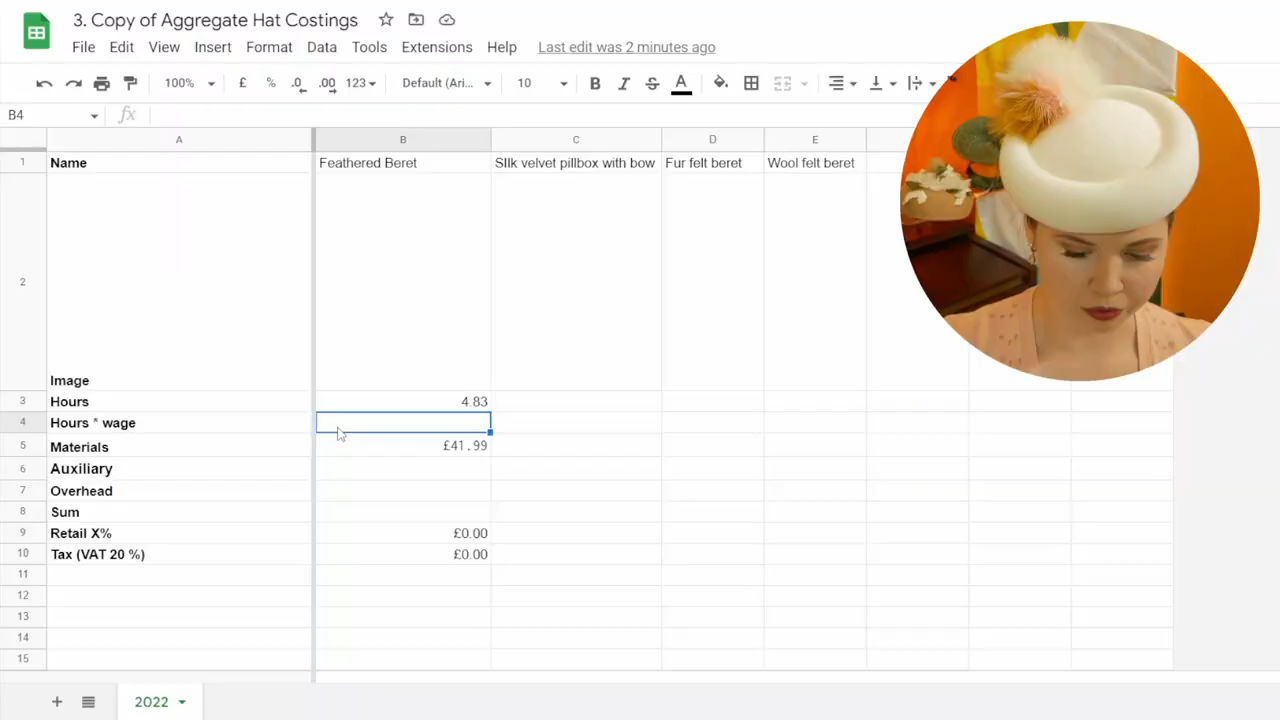 3. Copy of Aggregate Hat Costings
File Edit View Insert Format Data Tools Extensions Help Last edit was 2 minutes ago
100% £ % .0 .00 123 Default (Ari... 10 B I S A
B4 fx
A B C D E
1 Name Feathered Beret SIlk velvet pillbox with bow Fur felt beret Wool felt beret
2 Image
3 Hours 4.83
4 Hours * wage
5 Materials £41.99
6 Auxiliary
7 Overhead
8 Sum
9 Retail X% £0.00
10 Tax (VAT 20 %) £0.00
11
12
13
14
15
+ 2022